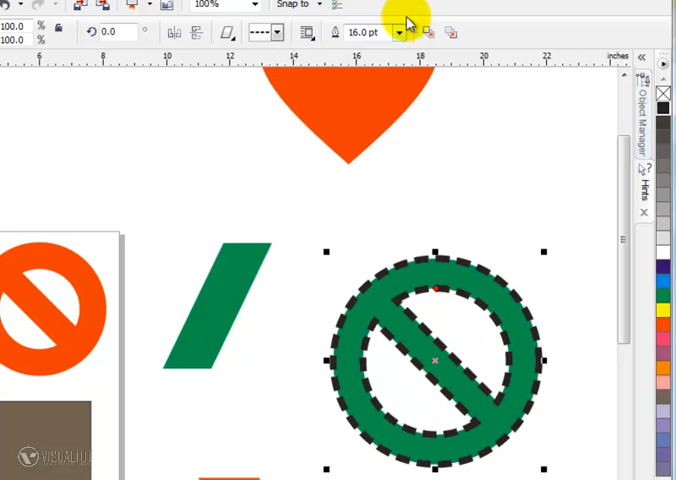 100% Snap to
100.0 %
100.0 %
0.0
16.0 pt
6 8 10 12 14 16 18 20 22 inches
Object Manager
Hints
VISUALIU